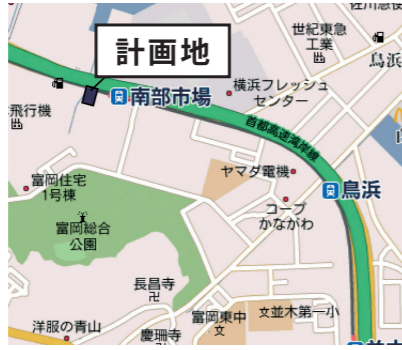 計画地
世紀東急
工業
鳥浜
南部市場
横浜フレッシュ
センター
首都高速湾岸線
飛行機
ヤマダ電機
鳥浜
富岡住宅
1号棟
コープ
かながわ
富岡総合
公園
長昌寺
富岡東中
並木第一小
洋服の青山
慶珊寺